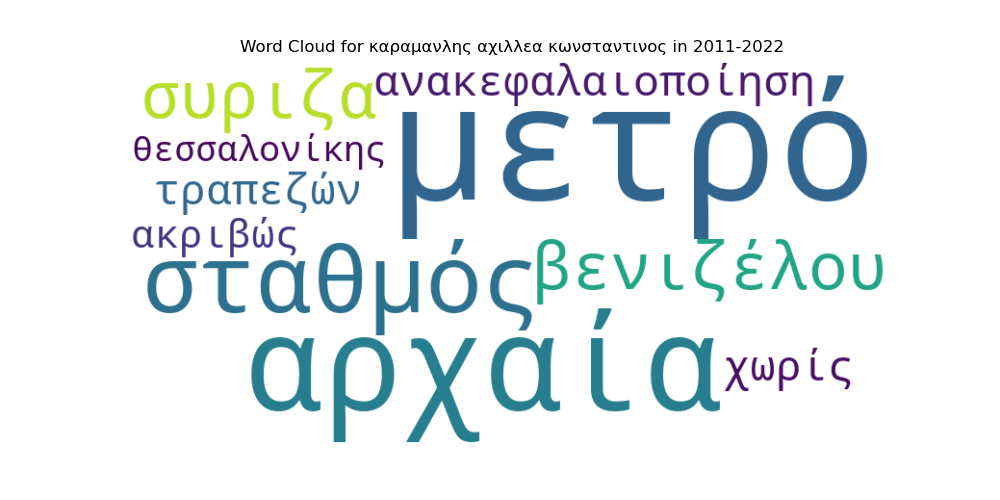 Word Cloud for καραμανλης αχιλλεα κωνσταντινος in 2011-2022
συριζα
ανακεφαλαιοποίηση
μετρό
θεσσαλονίκης
τραπεζών
ακριβώς
σταθμός
βενιζέλου
αρχαία
χωρίς